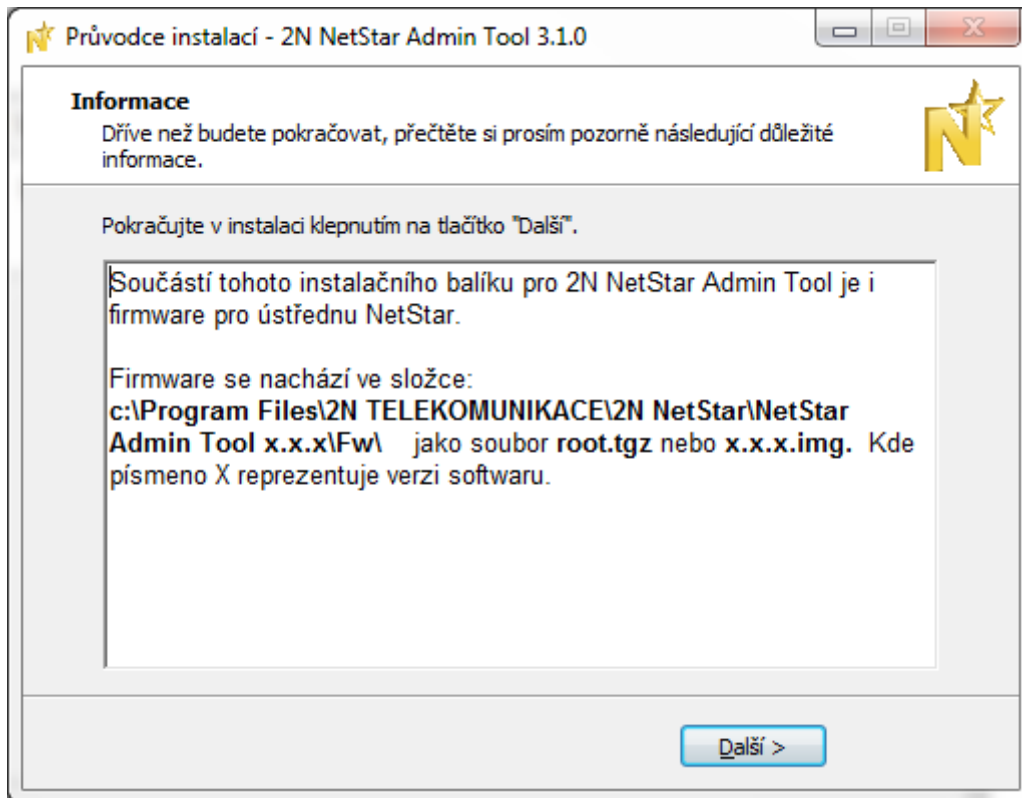 Průvodce instalací - 2N NetStar Admin Tool 3.1.0
Informace
Dříve než budete pokračovat, přečtěte si prosím pozorně následující důležité
informace.
Pokračujte v instalaci klepnutím na tlačítko "Další".
Součástí tohoto instalačního balíku pro 2N NetStar Admin Tool je i
firmware pro ústřednu NetStar.
Firmware se nachází ve složce:
c:\Program Files\2N TELEKOMUNIKACE\2N NetStar\NetStar
Admin Tool x.x.x\Fw\ jako soubor root.tgz nebo x.x.x.img. Kde
písmeno X reprezentuje verzi softwaru.
Další >